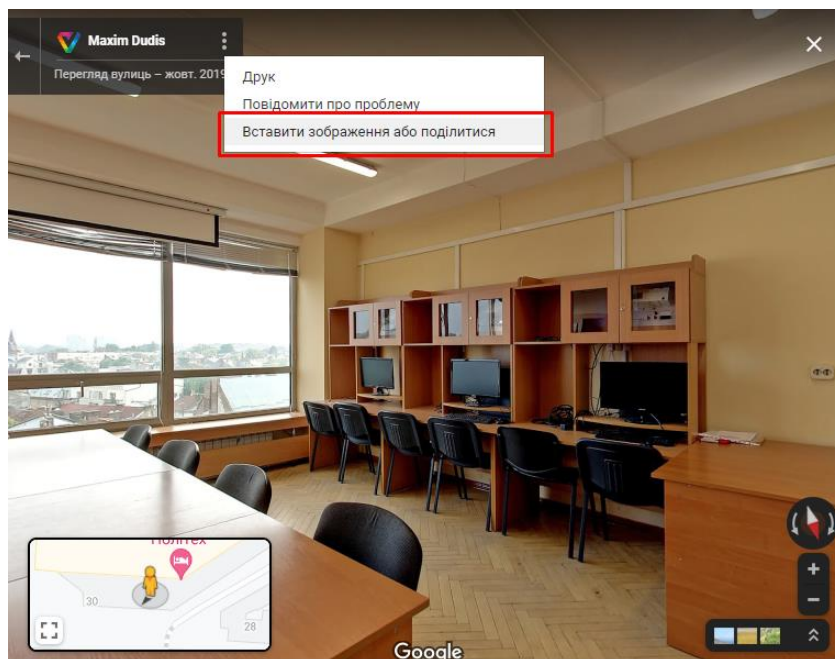 Maxim Dudis
Перегляд вулиць – жовт. 2019
Друк
Повідомити про проблему
Вставити зображення або поділитися
Політех
30
28
Google